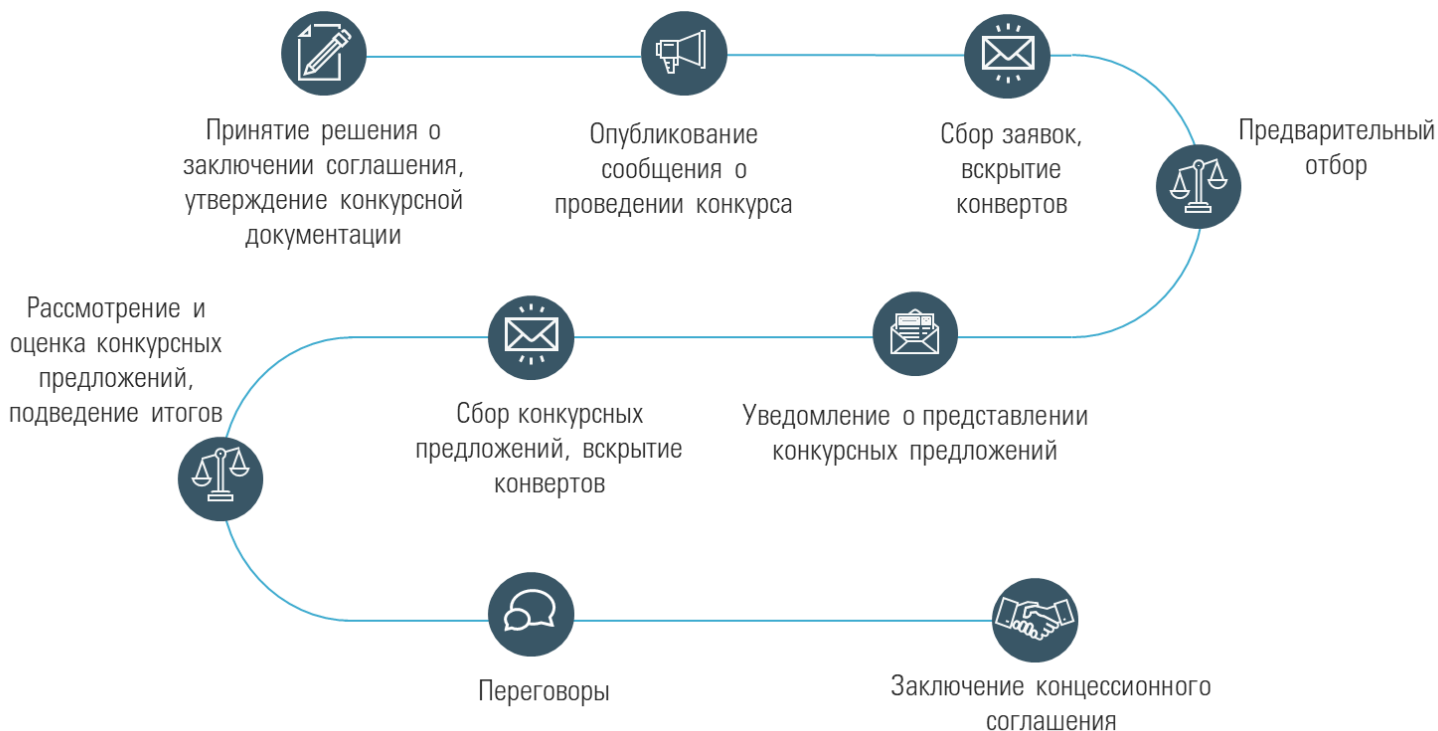 Принятие решения о
заключении соглашения,
утверждение конкурсной
документации
Опубликование
сообщения о
проведении конкурса
Сбор заявок,
вскрытие
конвертов
Предварительный
отбор
Уведомление о представлении
конкурсных предложений
Сбор конкурсных
предложений, вскрытие
конвертов
Рассмотрение и
оценка конкурсных
предложений,
подведение итогов
Переговоры
Заключение концессионного
соглашения